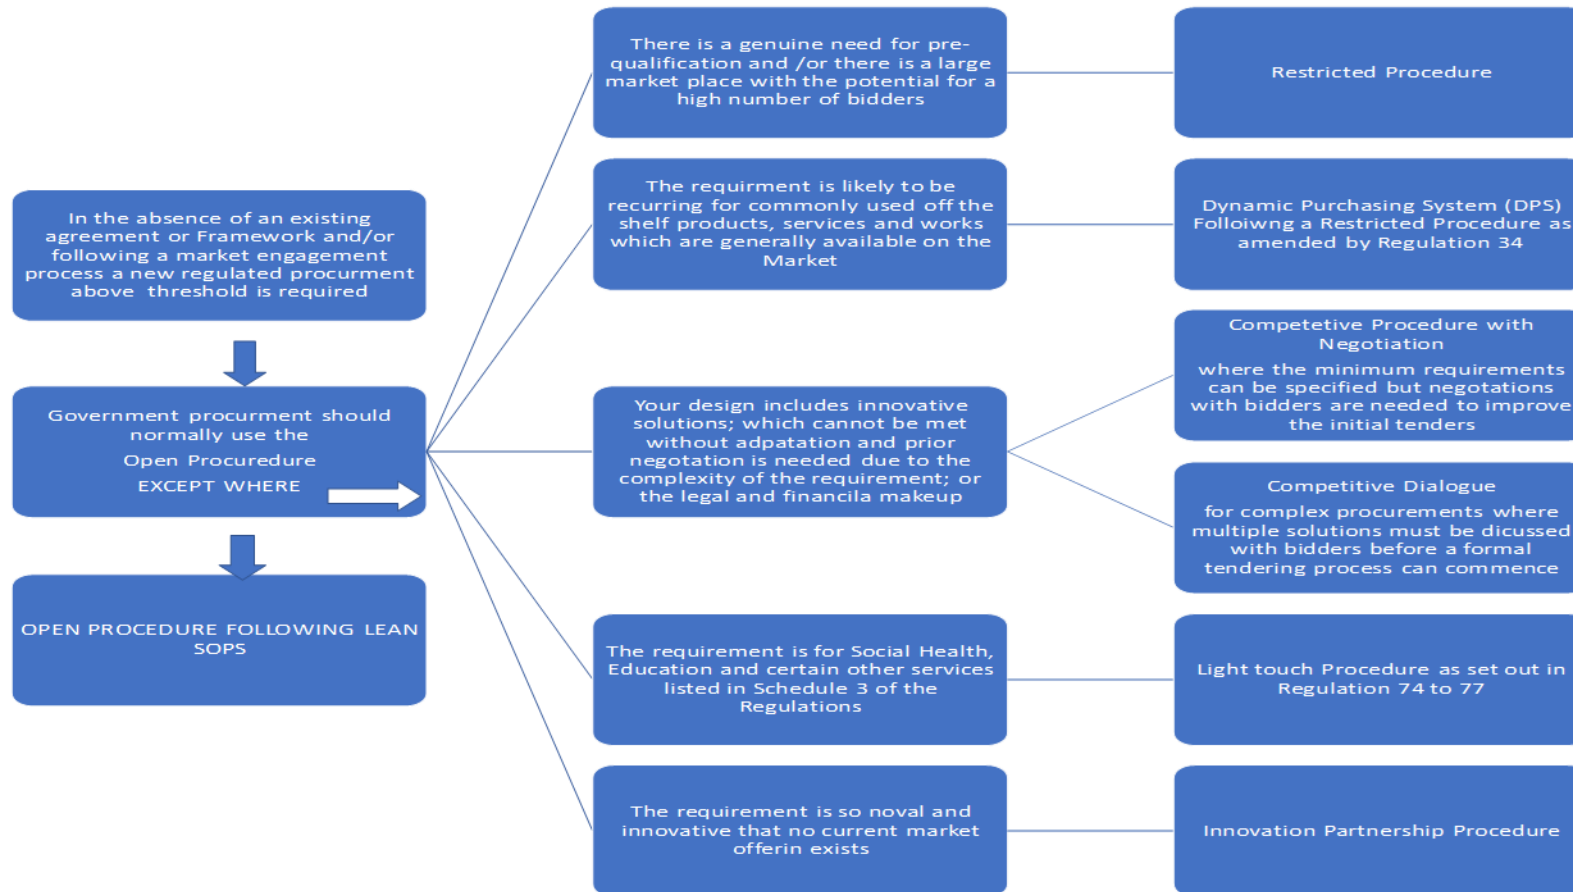 In the absence of an existing
agreement or Framework and/or
following a market engagement
process a new regulated procurment
above threshold is required
Government procurment should
normally use the
Open Procuredure
EXCEPT WHERE
OPEN PROCEDURE FOLLOWING LEAN
SOPS
There is a genuine need for pre-
qualification and /or there is a large
market place with the potential for a
high number of bidders
Restricted Procedure
The requirment is likely to be
recurring for commonly used off the
shelf products, services and works
which are generally available on the
Market
Dynamic Purchasing System (DPS)
Folloiwng a Restricted Procedure as
amended by Regulation 34
Your design includes innovative
solutions; which cannot be met
without adpatation and prior
negotation is needed due to the
complexity of the requirement; or
the legal and financila makeup
Competetive Procedure with
Negotiation
where the minimum requirements
can be specified but negotations
with bidders are needed to improve
the initial tenders
Competitive Dialogue
for complex procurements where
multiple solutions must be dicussed
with bidders before a formal
tendering process can commence
The requirement is for Social Health,
Education and certain other services
listed in Schedule 3 of the
Regulations
Light touch Procedure as set out in
Regulation 74 to 77
The requirement is so noval and
innovative that no current market
offerin exists
Innovation Partnership Procedure